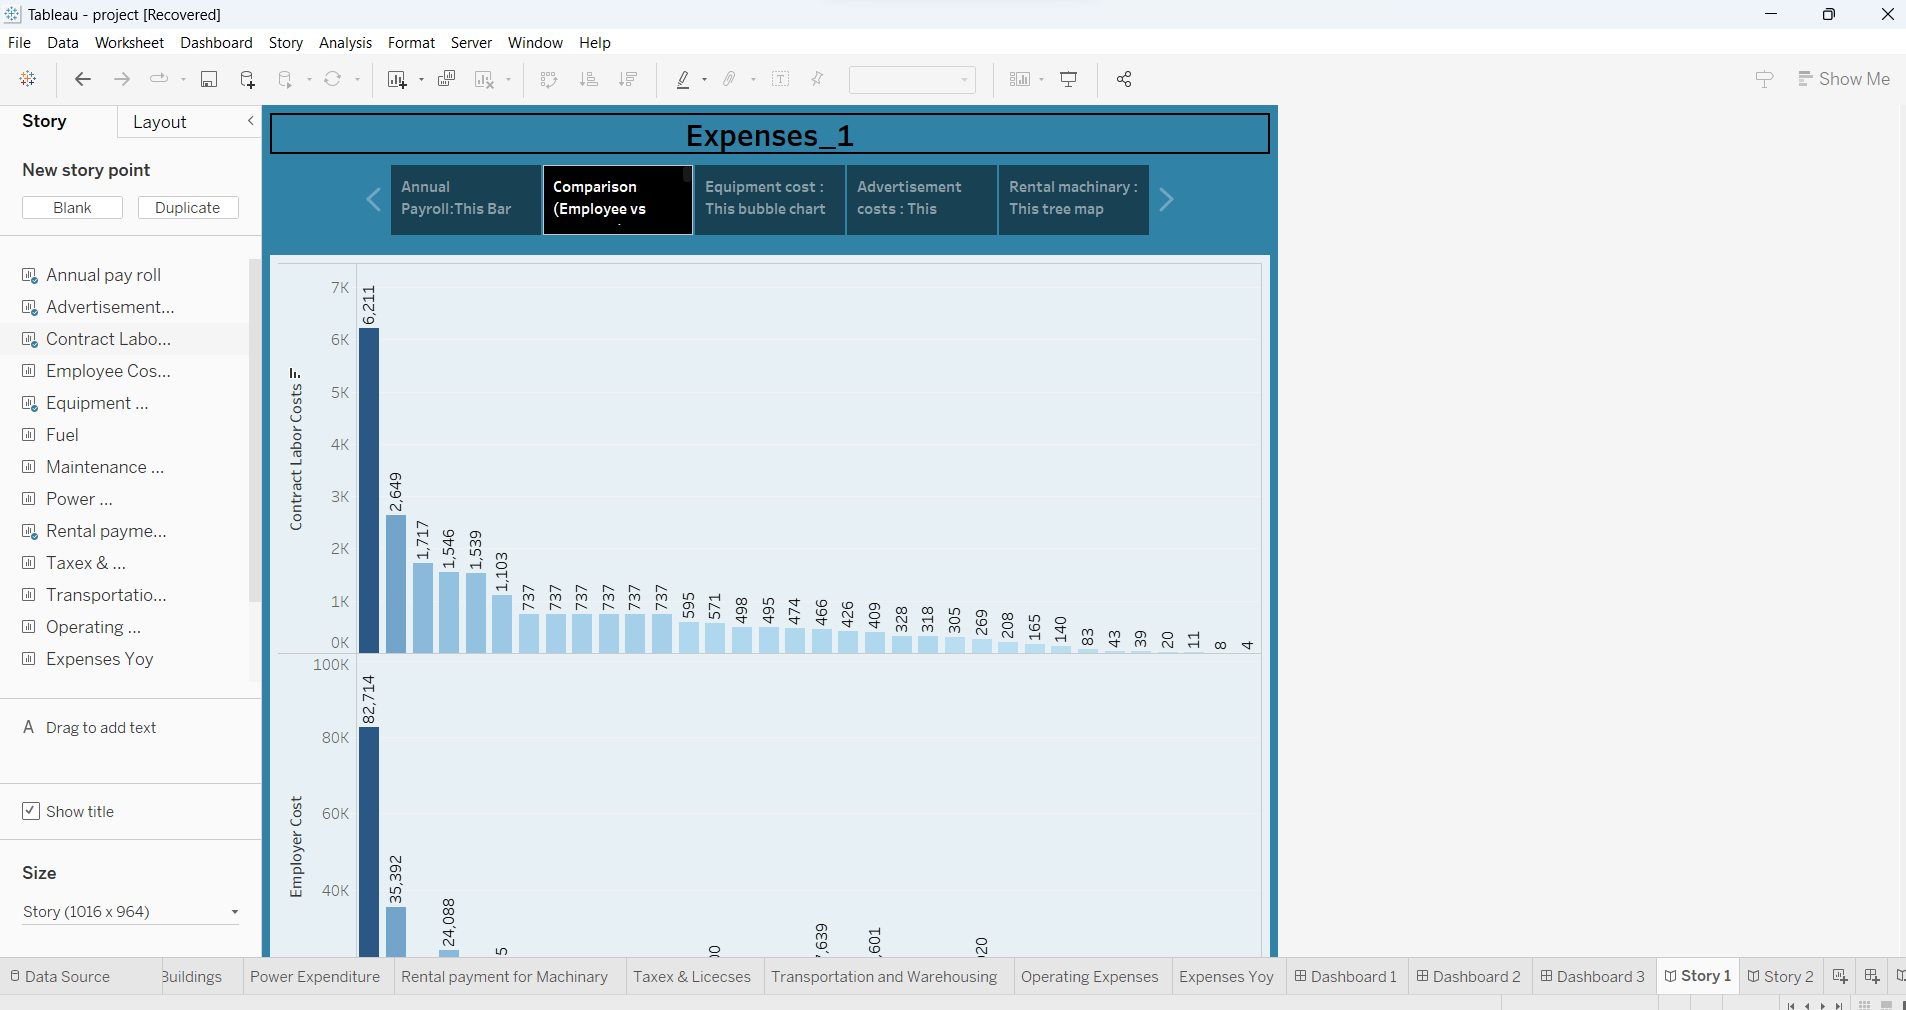 Tableau - project [Recovered]
File Data Worksheet Dashboard Story Analysis Format Server Window Help
Show Me
Story Layout
New story point
Blank Duplicate
Annual pay roll
Advertisement...
Contract Labo...
Employee Cos...
Equipment ...
Fuel
Maintenance ...
Power ...
Rental payme...
Taxex & ...
Transportatio...
Operating ...
Expenses Yoy
A Drag to add text
Show title
Size
Story (1016 x 964)
Expenses_1
Annual
Payroll:This Bar
Comparison
(Employee vs
Equipment cost :
This bubble chart
Advertisement
costs : This
Rental machinary :
This tree map
Contract Labor Costs
7K
6K
5K
4K
3K
2K
1K
0K
6,211
2,649
1,717
1,546
1,539
1,103
737
737
737
737
737
737
595
571
498
495
474
466
426
409
328
318
305
269
208
165
140
83
43
39
20
11
8
4
Employer Cost
100K
80K
60K
40K
82,714
35,392
24,088
5
00
,639
,601
20
Data Source
Buildings
Power Expenditure
Rental payment for Machinary
Taxex & Licecses
Transportation and Warehousing
Operating Expenses
Expenses Yoy
Dashboard 1
Dashboard 2
Dashboard 3
Story 1
Story 2